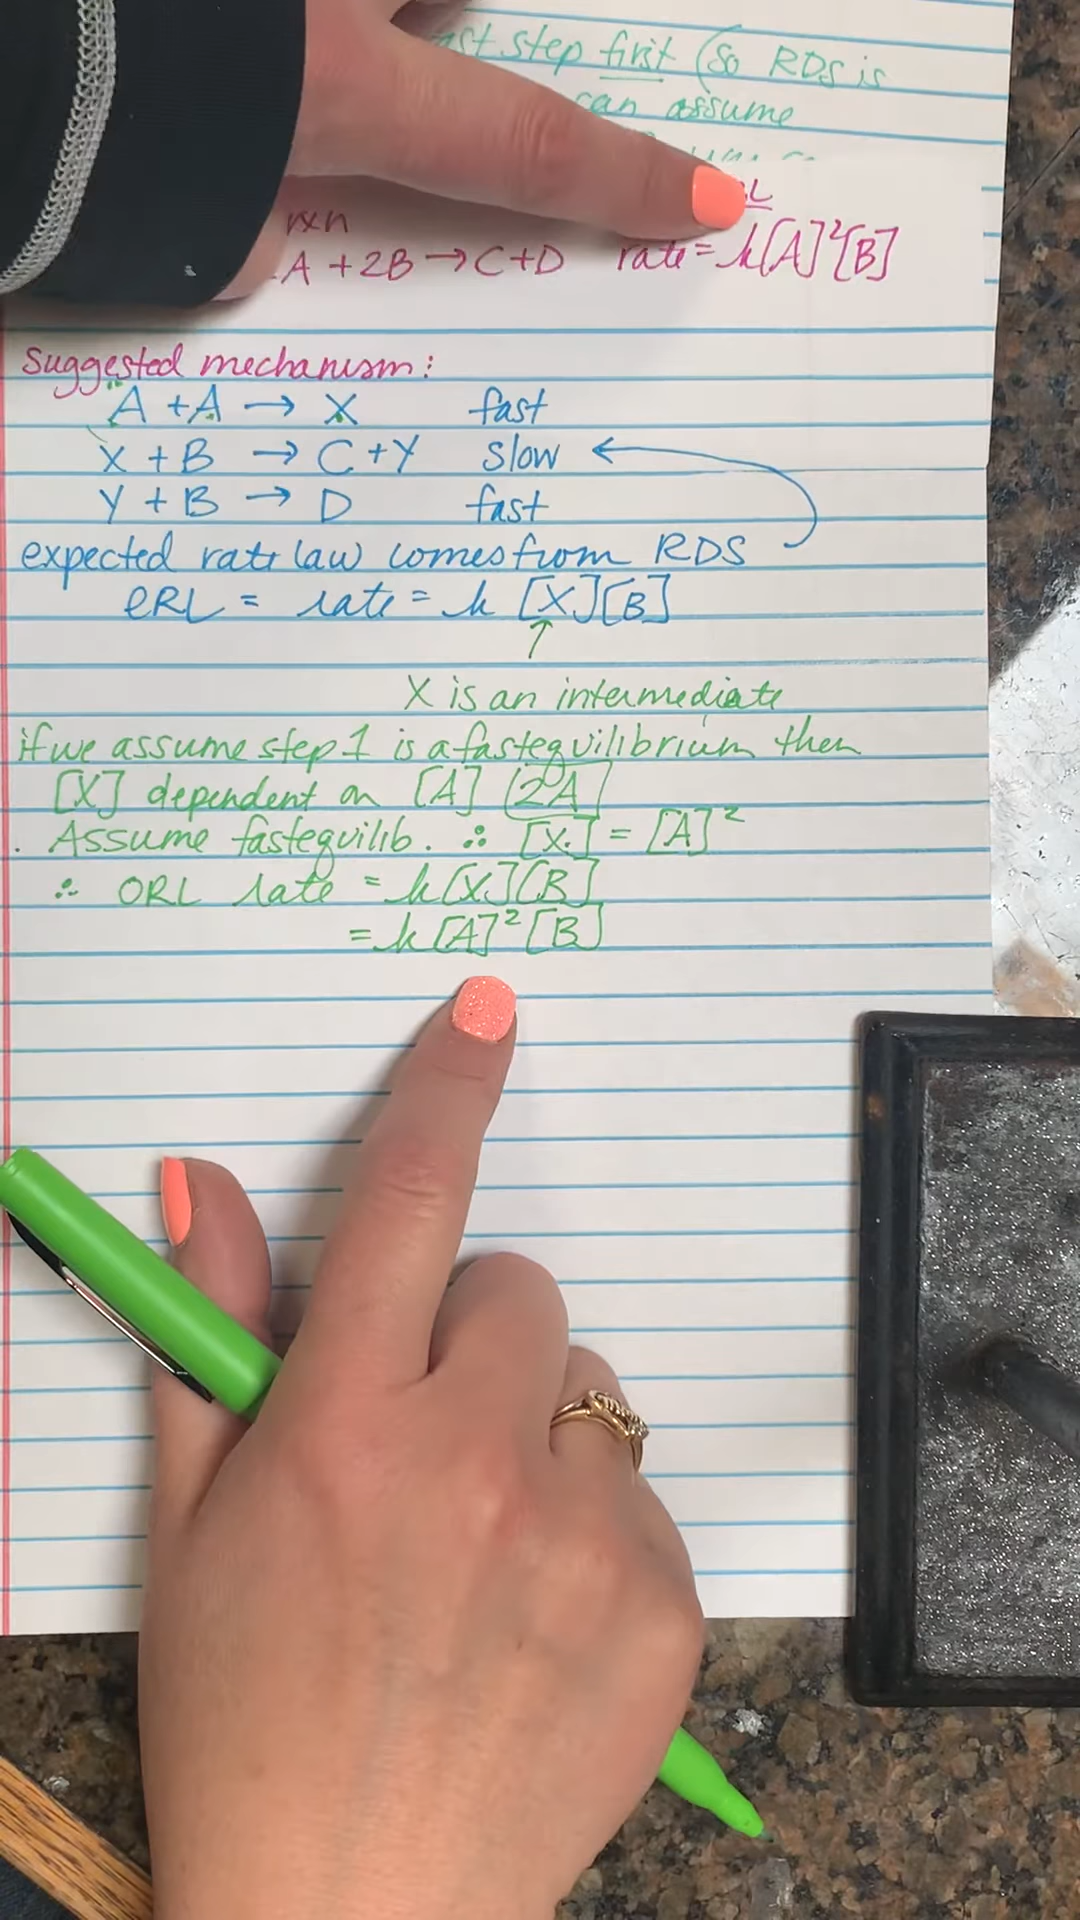 step first (so RDS is
can assume
rxn
A + 2B → C + D rate = k[A]²[B]
Suggested mechanism:
A + A → X fast
X + B → C + Y slow
Y + B → D fast
expected rate law comes from RDS
eRL = rate = k [X][B]
↑
X is an intermediate
if we assume step 1 is a fast equilibrium then
[X] dependent on [A] (2A)
. Assume fast equilib. ∴ [X] = [A]²
∴ ORL rate = k[X][B]
= k[A]²[B]